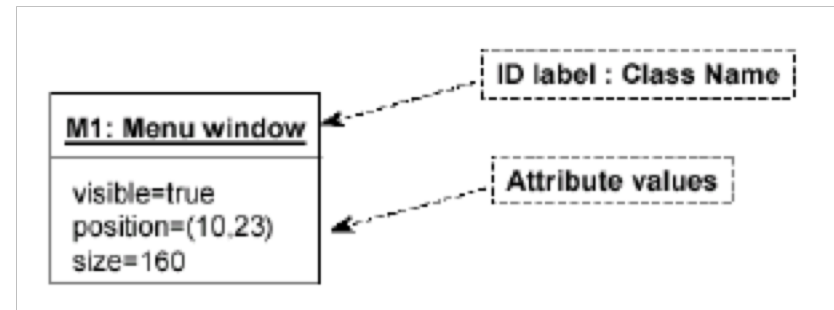 ID label : Class Name
M1: Menu window
Attribute values
visible=true
position=(10,23)
size=160